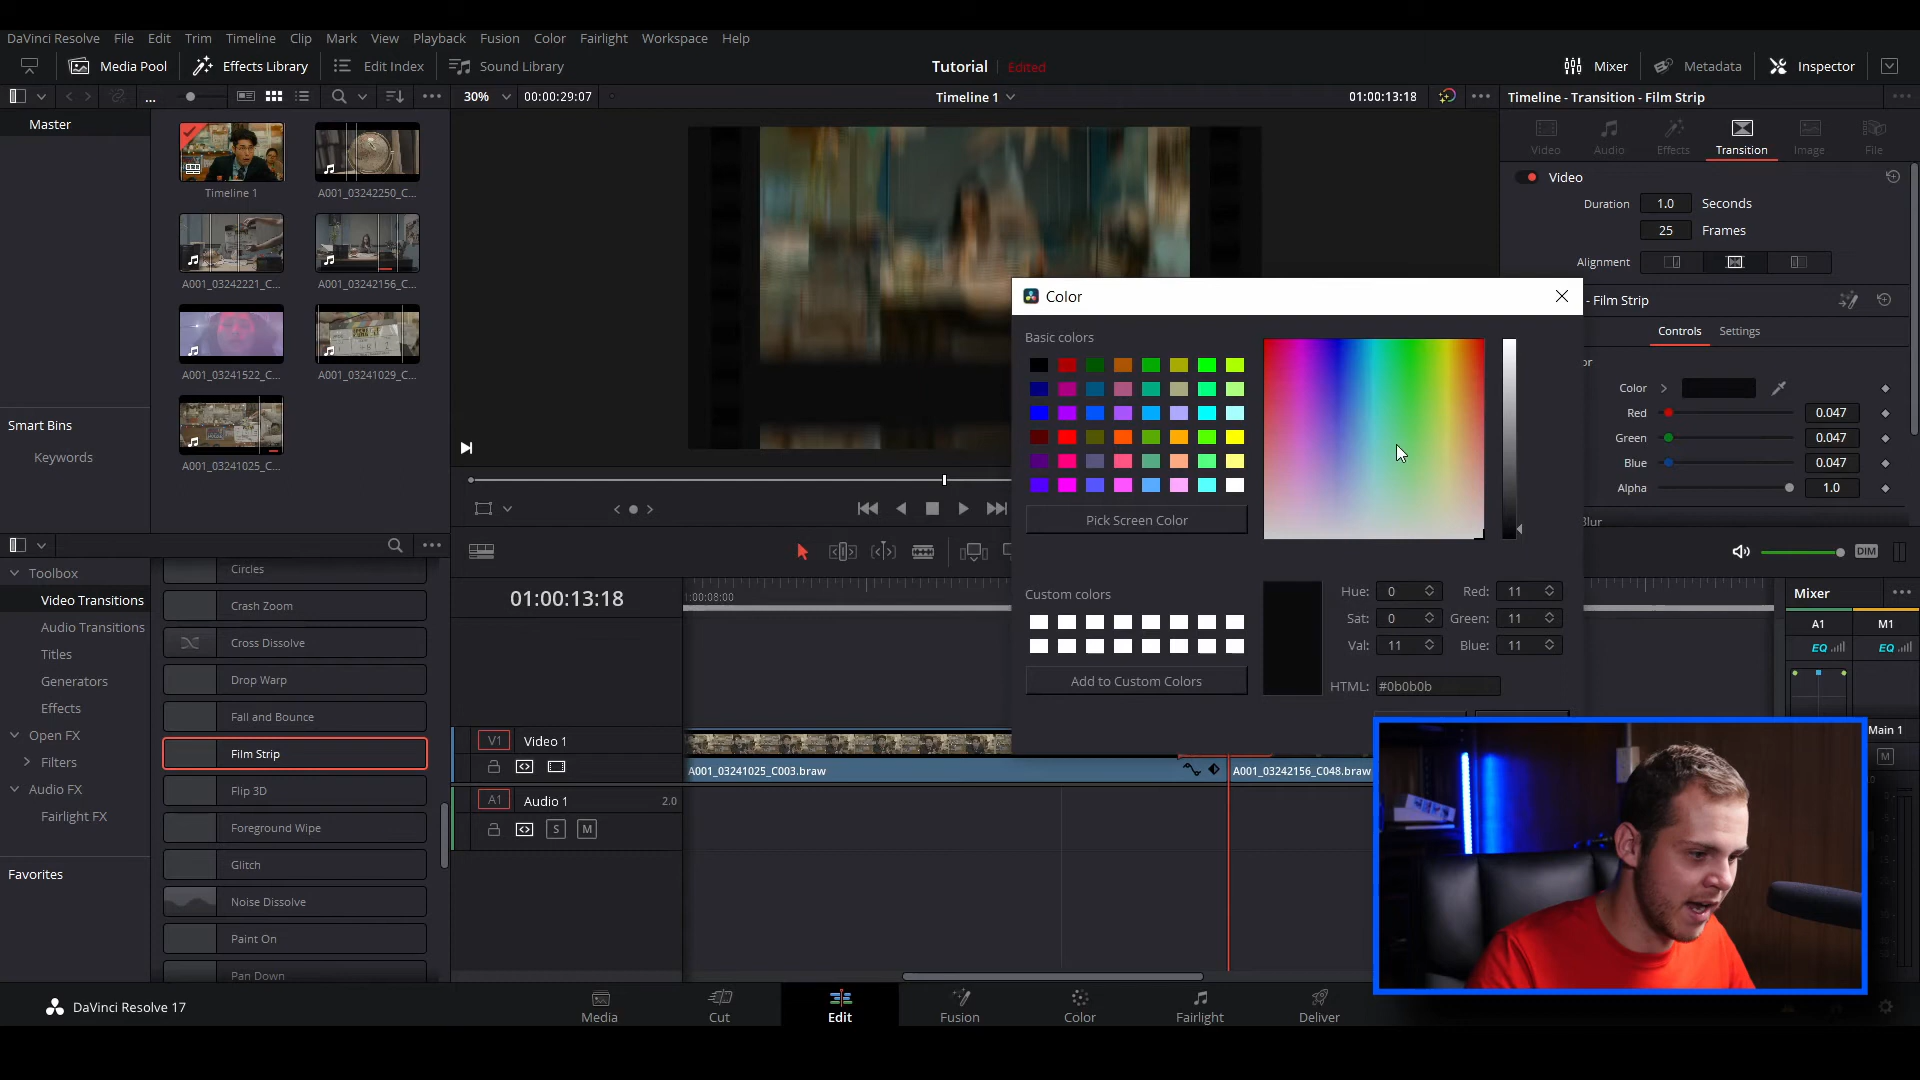 DaVinci Resolve File Edit Trim Timeline Clip Mark View Playback Fusion Color Fairlight Workspace Help
Media Pool Effects Library Edit Index Sound Library Tutorial Edited Mixer Metadata Inspector
... 30% 00:00:29:07 Timeline 1 01:00:13:18 Timeline - Transition - Film Strip
Master
Timeline 1 A001_03242250_C...
A001_03242221_C... A001_03242156_C...
A001_03241522_C... A001_03241029_C...
A001_03241025_C...
Smart Bins
Keywords
Video Audio Effects Transition Image File
Video
Duration 1.0 Seconds
25 Frames
Alignment
- Film Strip
Controls Settings
or
Color
Red 0.047
Green 0.047
Blue 0.047
Alpha 1.0
Blur
Color
Basic colors
Pick Screen Color
Custom colors
Add to Custom Colors
Hue: 0 Red: 11
Sat: 0 Green: 11
Val: 11 Blue: 11
HTML: #0b0b0b
Toolbox
Video Transitions
Audio Transitions
Titles
Generators
Effects
Open FX
Filters
Audio FX
Fairlight FX
Favorites
Circles
Crash Zoom
Cross Dissolve
Drop Warp
Fall and Bounce
Film Strip
Flip 3D
Foreground Wipe
Glitch
Noise Dissolve
Paint On
Pan Down
01:00:13:18
:00:08:00
V1 Video 1
A001_03241025_C003.braw A001_03242156_C048.braw
A1 Audio 1 2.0
S M
DIM
Mixer
A1 M1
EQ EQ
Main 1
M
DaVinci Resolve 17
Media Cut Edit Fusion Color Fairlight Deliver